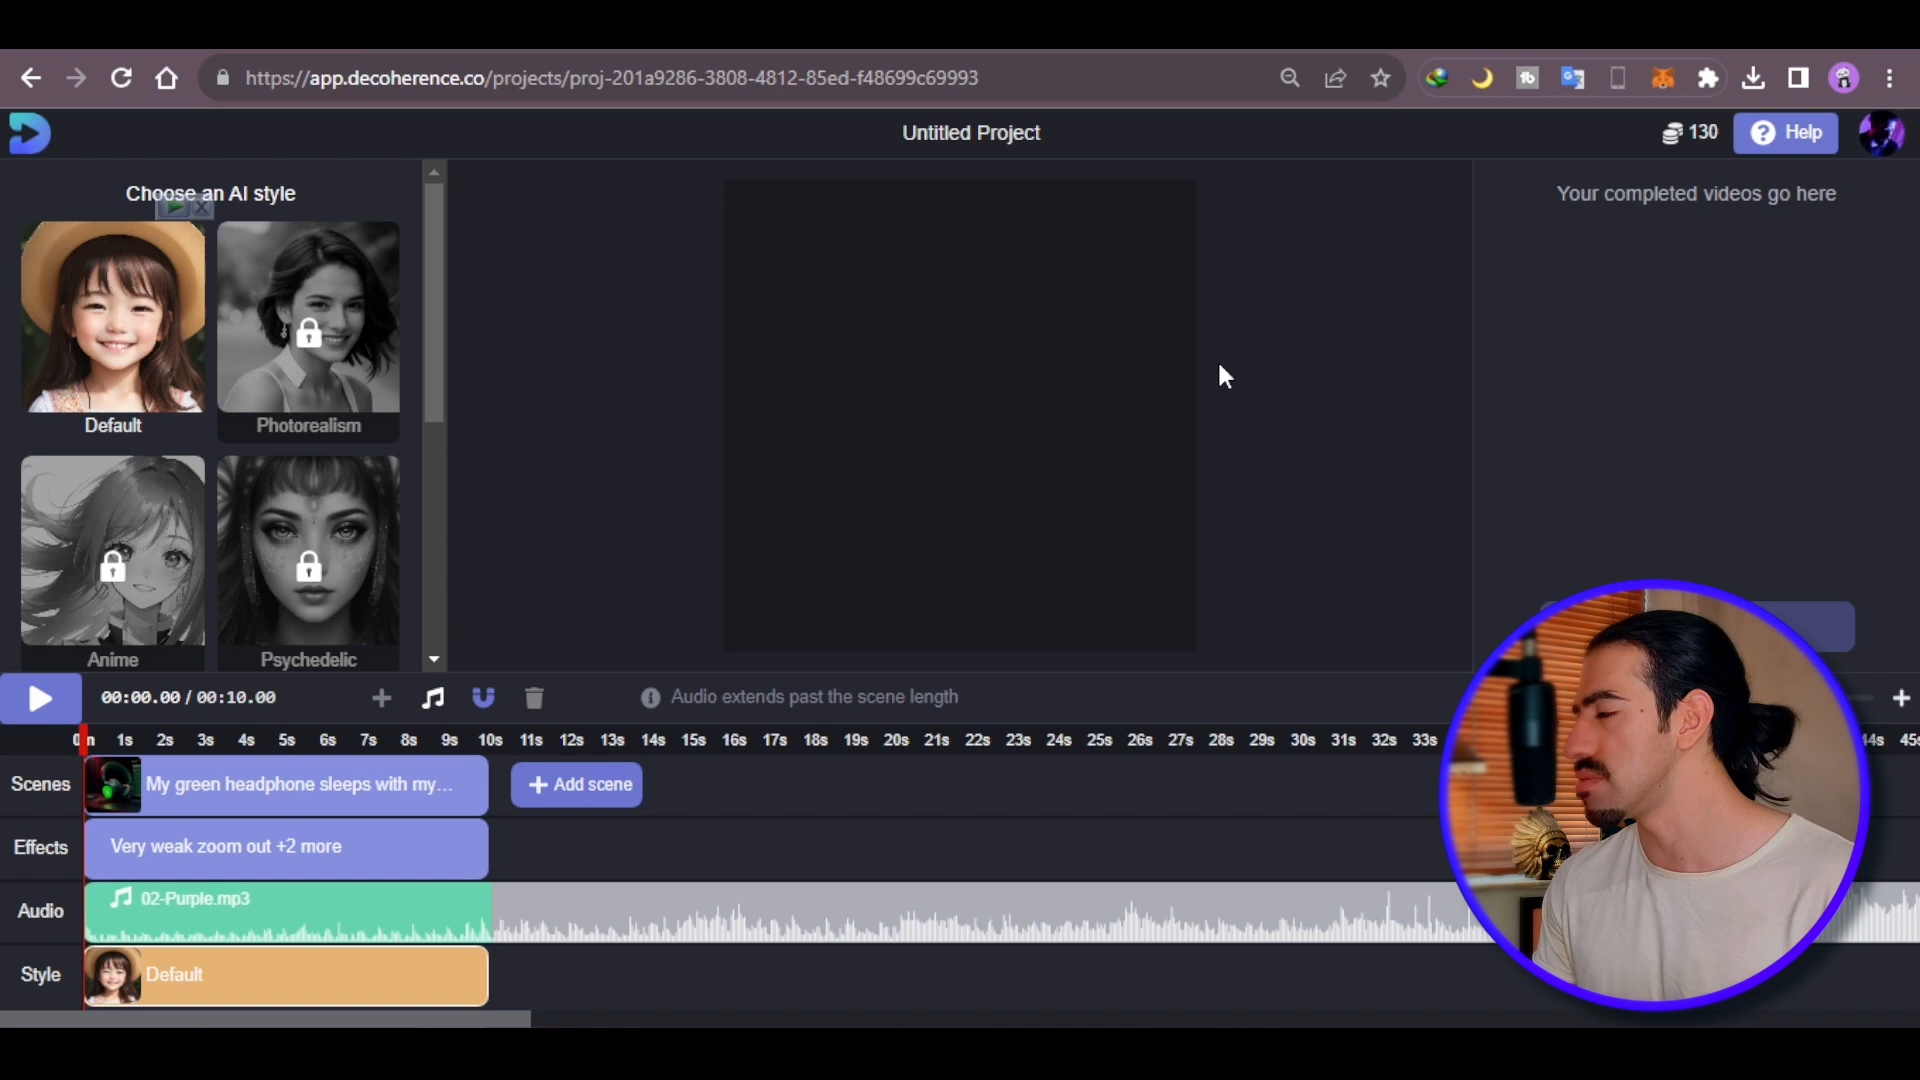 https://app.decoherence.co/projects/proj-201a9286-3808-4812-85ed-f48699c69993
Untitled Project
130
Help
Choose an AI style
Your completed videos go here
Default
Photorealism
Anime
Psychedelic
00:00.00 / 00:10.00
Audio extends past the scene length
1s 2s 3s 4s 5s 6s 7s 8s 9s 10s 11s 12s 13s 14s 15s 16s 17s 18s 19s 20s 21s 22s 23s 24s 25s 26s 27s 28s 29s 30s 31s 32s 33s 44s
Scenes
My green headphone sleeps with my...
+ Add scene
Effects
Very weak zoom out +2 more
Audio
02-Purple.mp3
Style
Default